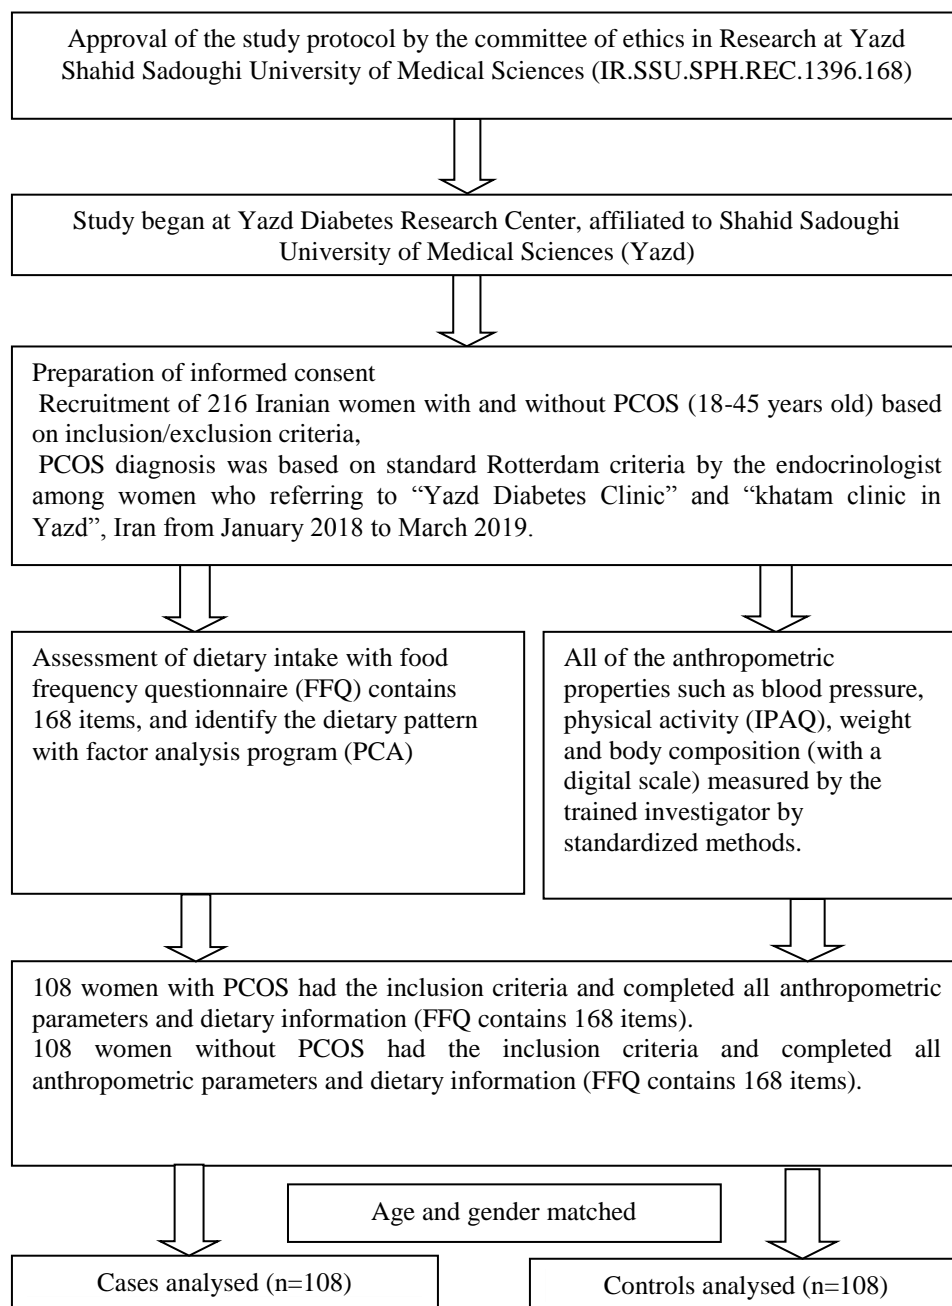 Approval of the study protocol by the committee of ethics in Research at Yazd
Shahid Sadoughi University of Medical Sciences (IR.SSU.SPH.REC.1396.168)
Study began at Yazd Diabetes Research Center, affiliated to Shahid Sadoughi
University of Medical Sciences (Yazd)
Preparation of informed consent
Recruitment of 216 Iranian women with and without PCOS (18-45 years old) based
on inclusion/exclusion criteria,
PCOS diagnosis was based on standard Rotterdam criteria by the endocrinologist
among women who referring to “Yazd Diabetes Clinic” and “khatam clinic in
Yazd”, Iran from January 2018 to March 2019.
Assessment of dietary intake with food
frequency questionnaire (FFQ) contains
168 items, and identify the dietary pattern
with factor analysis program (PCA)
All of the anthropometric
properties such as blood pressure,
physical activity (IPAQ), weight
and body composition (with a
digital scale) measured by the
trained investigator by
standardized methods.
108 women with PCOS had the inclusion criteria and completed all anthropometric
parameters and dietary information (FFQ contains 168 items).
108 women without PCOS had the inclusion criteria and completed all
anthropometric parameters and dietary information (FFQ contains 168 items).
Age and gender matched
Cases analysed (n=108)
Controls analysed (n=108)